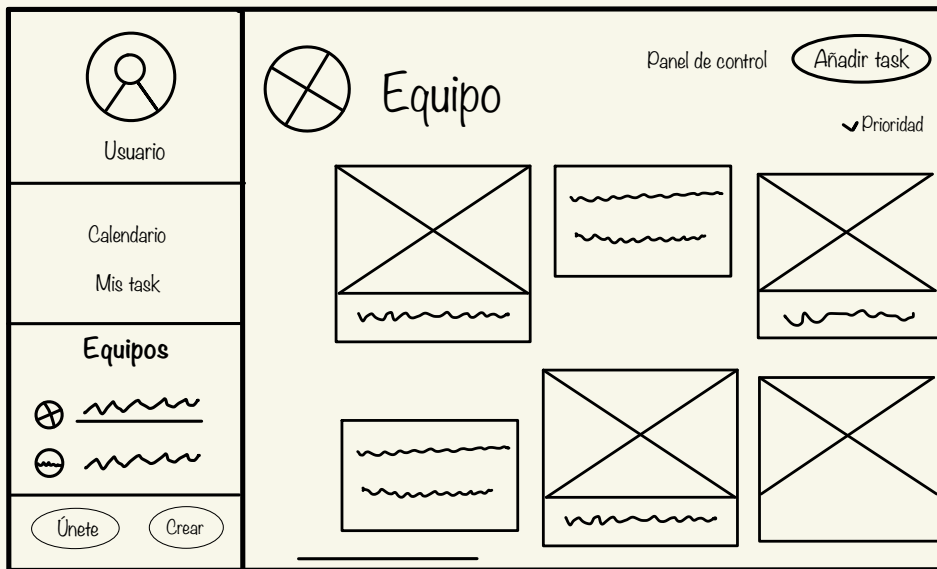 Usuario
Calendario
Mis task
Equipos
Únete
Crear
Equipo
Panel de control
Añadir task
Prioridad